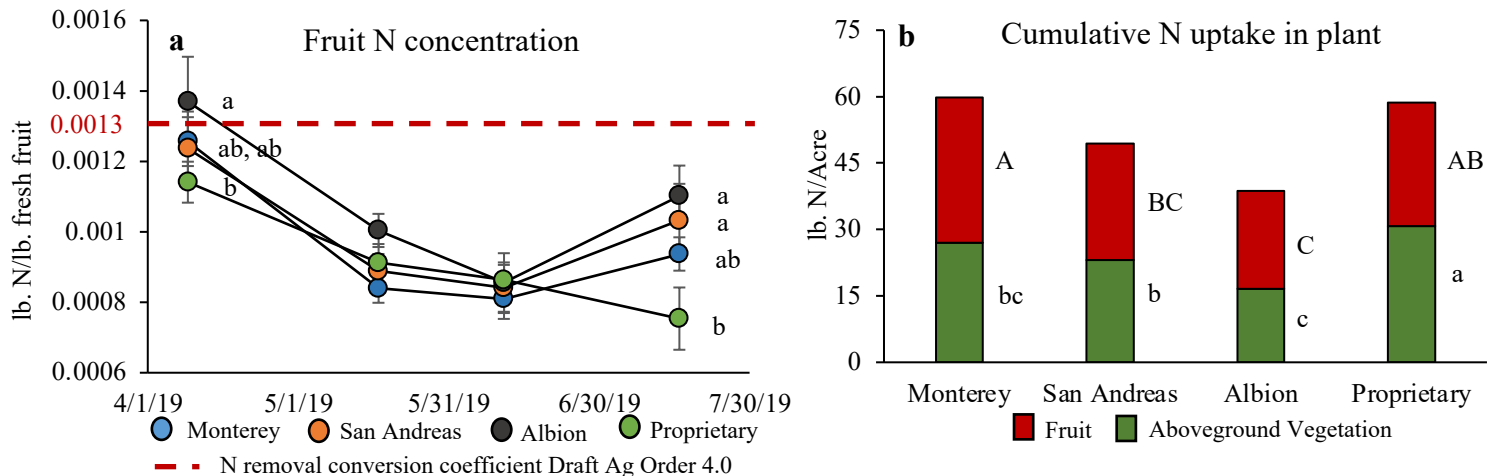 a
Fruit N concentration
lb. N/lb. fresh fruit
0.0016
0.0014
0.0013
0.0012
0.001
0.0008
0.0006
a
ab, ab
b
a
a
ab
b
4/1/19 5/1/19 5/31/19 6/30/19 7/30/19
Monterey San Andreas Albion Proprietary
N removal conversion coefficient Draft Ag Order 4.0
b
Cumulative N uptake in plant
lb. N/Acre
75
60
45
30
15
0
A
bc
BC
b
C
c
AB
a
Monterey San Andreas Albion Proprietary
Fruit Aboveground Vegetation